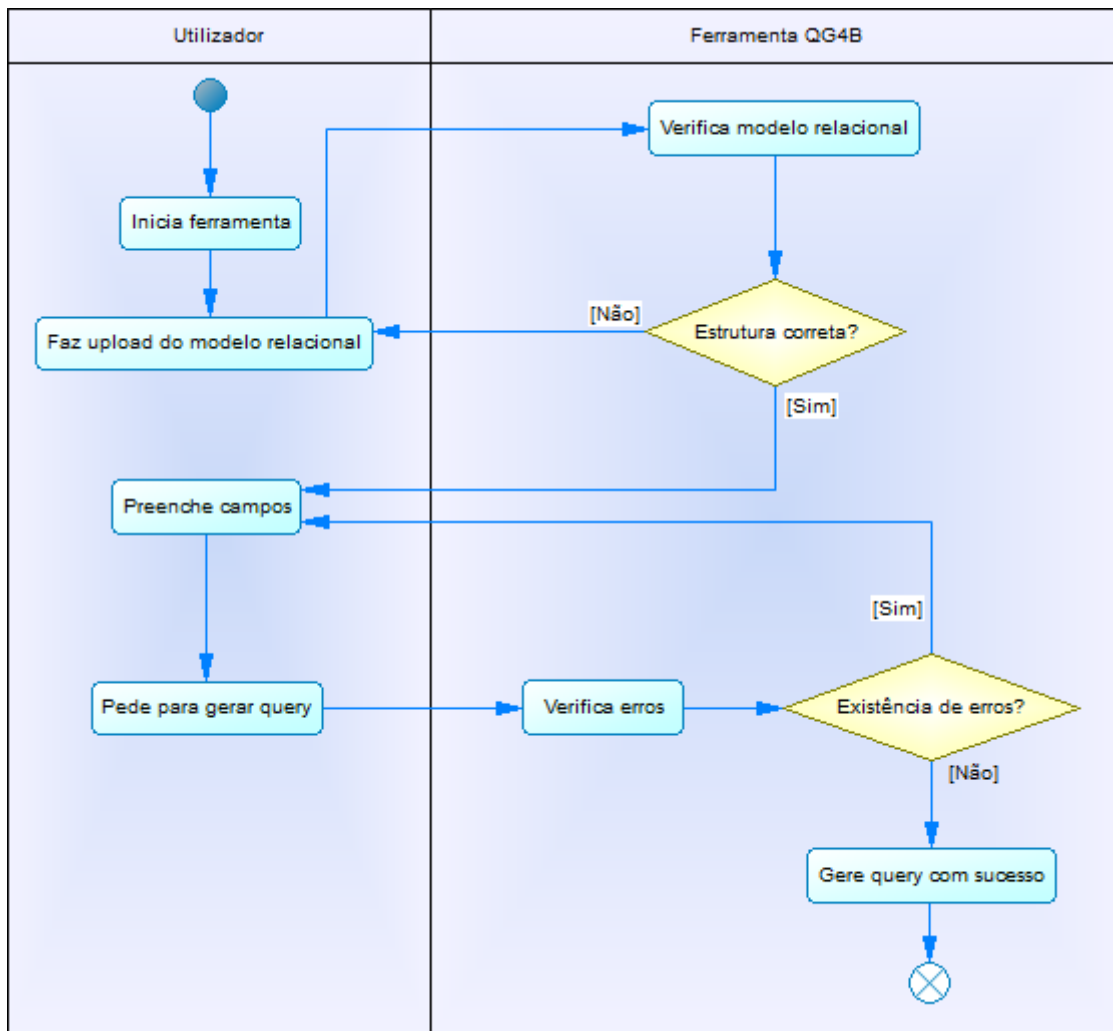 Utilizador
Ferramenta QG4B
Verifica modelo relacional
Inicia ferramenta
[Não]
Estrutura correta?
Faz upload do modelo relacional
[Sim]
Preenche campos
[Sim]
Pede para gerar query
Verifica erros
Existência de erros?
[Não]
Gere query com sucesso